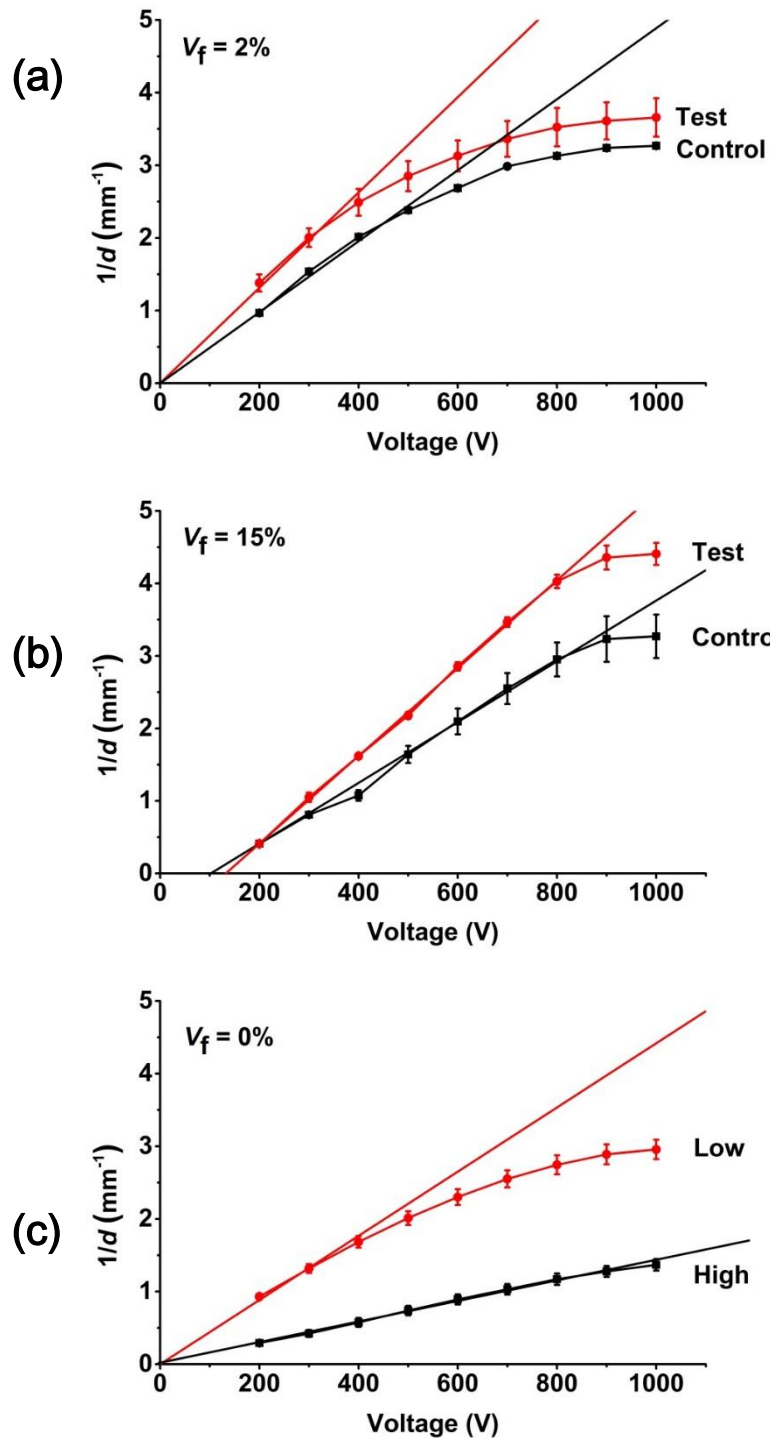 (a)
V_f = 2%
5
4
3
2
1
0
1/d (mm⁻¹)
Test
Control
0 200 400 600 800 1000
Voltage (V)
(b)
V_f = 15%
5
4
3
2
1
0
1/d (mm⁻¹)
Test
Contro
0 200 400 600 800 1000
Voltage (V)
(c)
V_f = 0%
5
4
3
2
1
0
1/d (mm⁻¹)
Low
High
0 200 400 600 800 1000
Voltage (V)